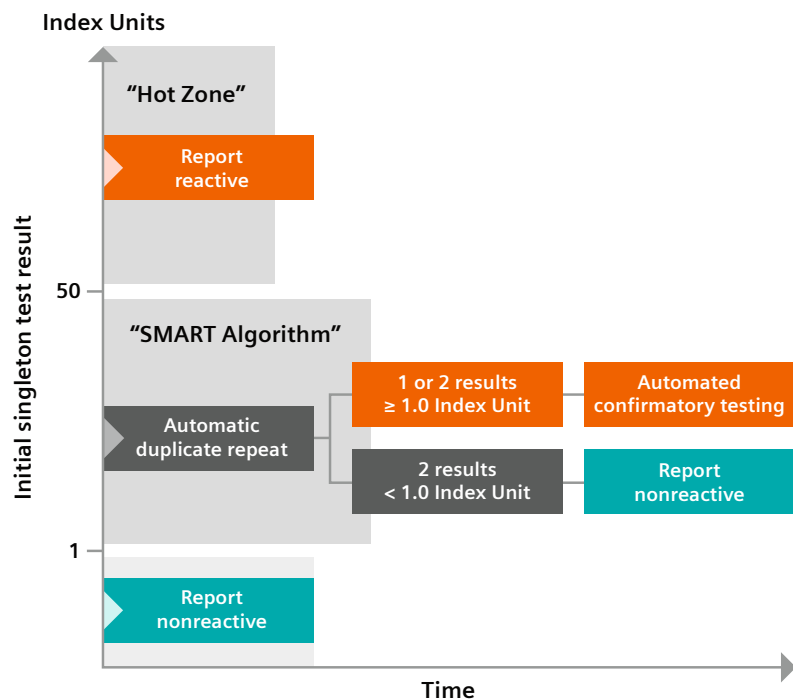 Index Units
“Hot Zone”
Report
reactive
Initial singleton test result
50
“SMART Algorithm”
1 or 2 results
≥ 1.0 Index Unit
Automated
confirmatory testing
Automatic
duplicate repeat
2 results
< 1.0 Index Unit
Report
nonreactive
1
Report
nonreactive
Time